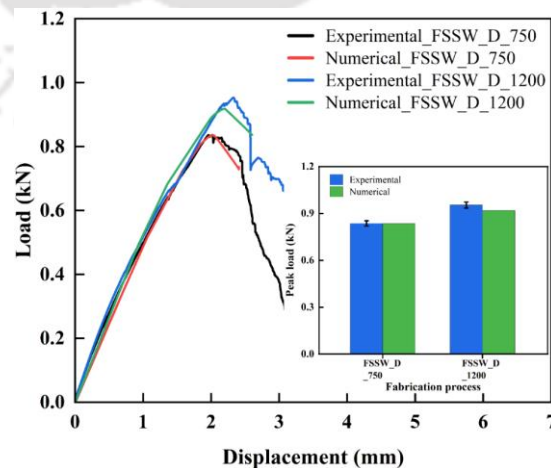 Experimental_FSSW_D_750
Numerical_FSSW_D_750
Experimental_FSSW_D_1200
Numerical_FSSW_D_1200
1.0
0.8
0.6
0.4
0.2
0.0
Load (kN)
0 1 2 3 4 5 6 7
Displacement (mm)
Experimental
Numerical
1.2
0.9
0.6
0.3
0.0
Peak load (kN)
FSSW_D FSSW_D
_750 _1200
Fabrication process